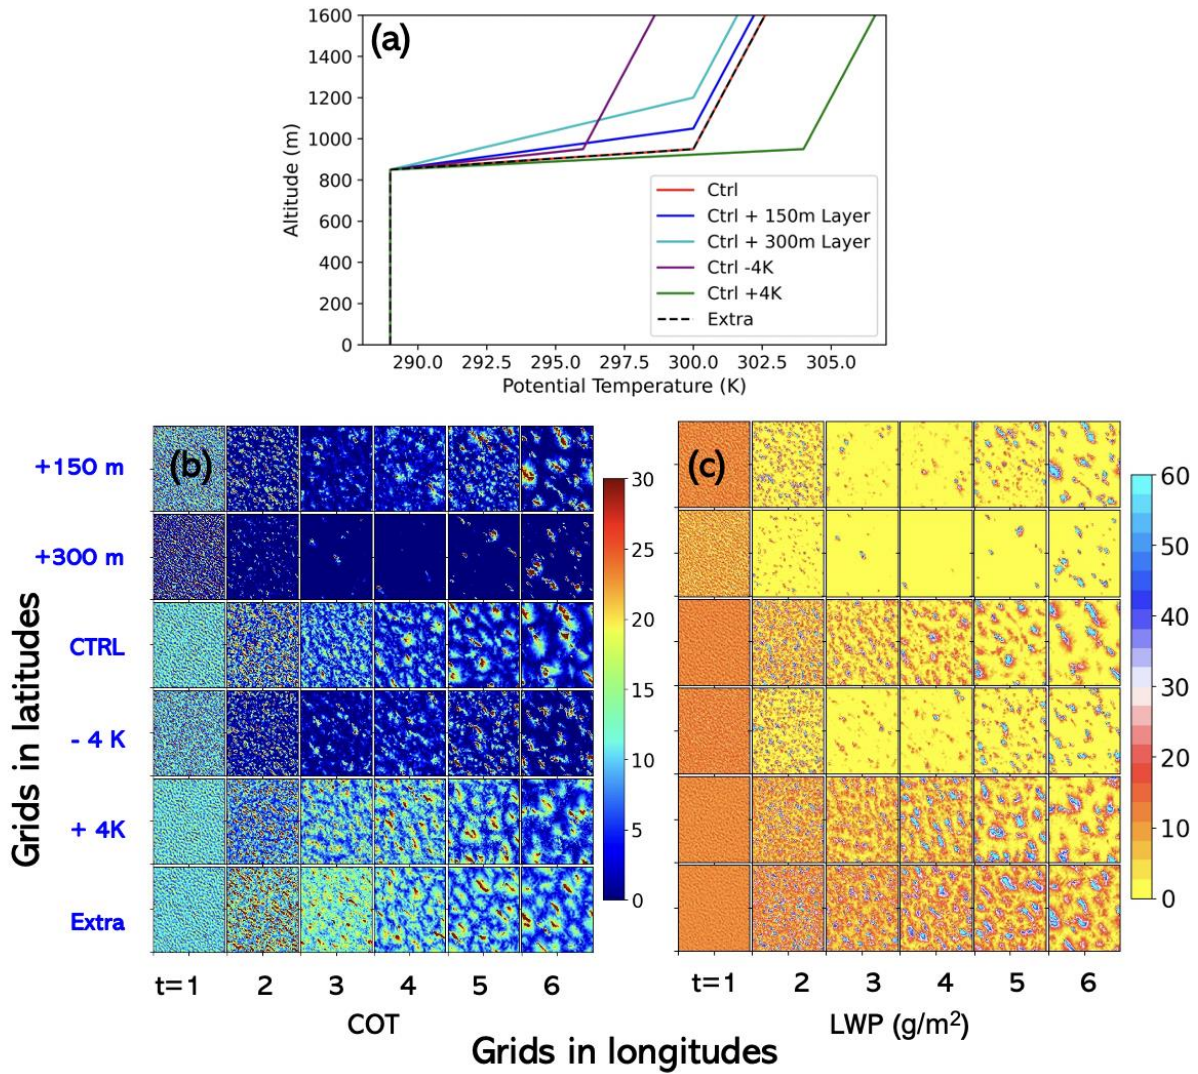 (a)
1600
1400
1200
1000
800
600
400
200
0
Altitude (m)
Ctrl
Ctrl + 150m Layer
Ctrl + 300m Layer
Ctrl -4K
Ctrl +4K
Extra
290.0 292.5 295.0 297.5 300.0 302.5 305.0
Potential Temperature (K)
Grids in latitudes
+150 m
+300 m
CTRL
- 4 K
+ 4K
Extra
(b)
30
25
20
15
10
5
0
t=1 2 3 4 5 6
COT
(c)
60
50
40
30
20
10
0
t=1 2 3 4 5 6
LWP (g/m²)
Grids in longitudes